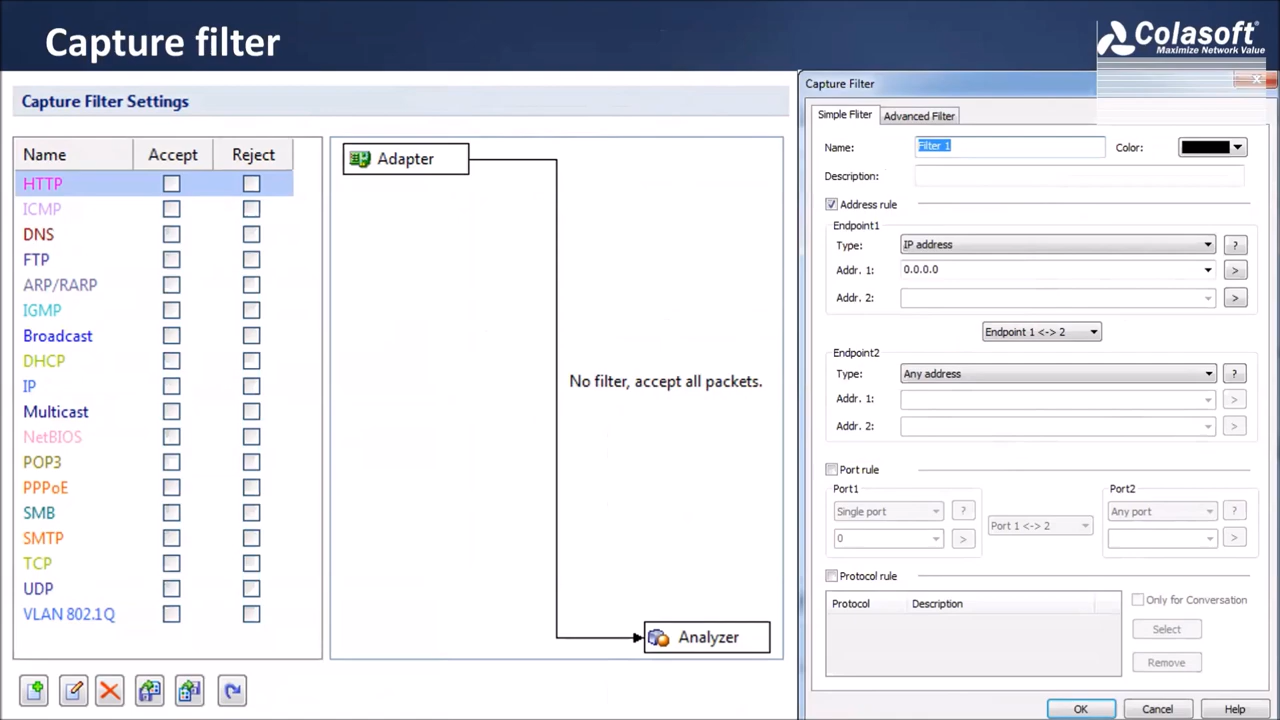 Capture filter
Colasoft
Maximize Network Value
Capture Filter Settings
Name Accept Reject
HTTP
ICMP
DNS
FTP
ARP/RARP
IGMP
Broadcast
DHCP
IP
Multicast
NetBIOS
POP3
PPPoE
SMB
SMTP
TCP
UDP
VLAN 802.1Q
Adapter
No filter, accept all packets.
Analyzer
Capture Filter
Simple Filter Advanced Filter
Name: Filter 1 Color:
Description:
Address rule
Endpoint1
Type: IP address ?
Addr. 1: 0.0.0.0 >
Addr. 2: >
Endpoint 1 <-> 2
Endpoint2
Type: Any address ?
Addr. 1: >
Addr. 2: >
Port rule
Port1 Port2
Single port ? Port 1 <-> 2 Any port ?
0 > >
Protocol rule
Protocol Description Only for Conversation
Select
Remove
OK Cancel Help